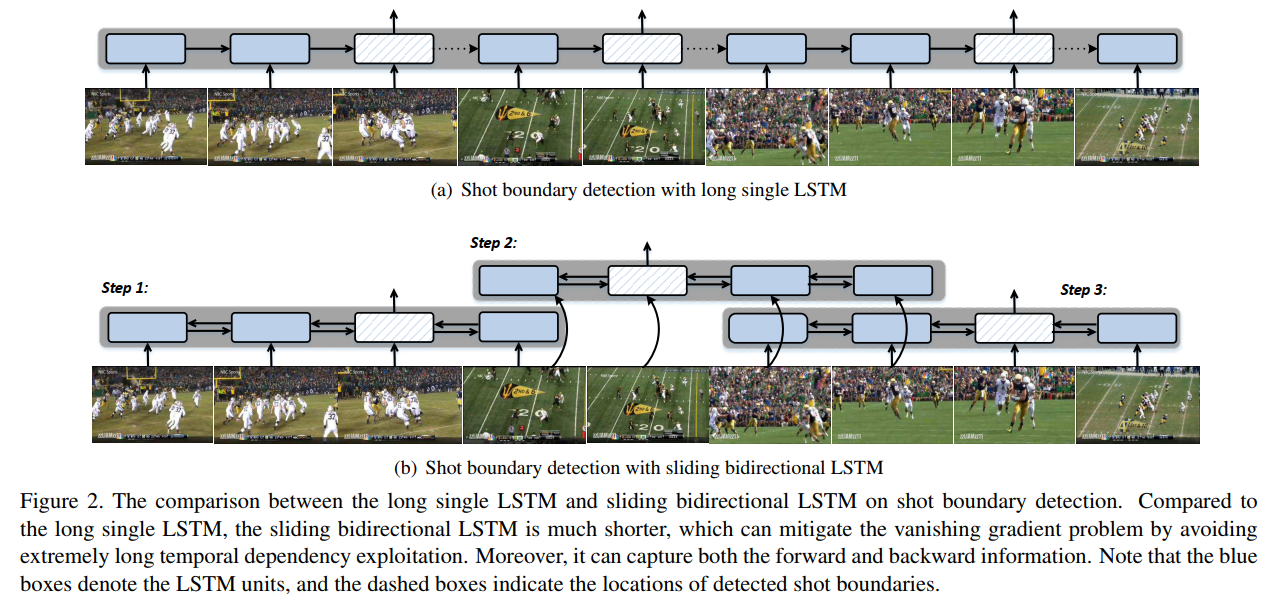 (a) Shot boundary detection with long single LSTM
Step 2:
Step 1:
Step 3:
(b) Shot boundary detection with sliding bidirectional LSTM
Figure 2. The comparison between the long single LSTM and sliding bidirectional LSTM on shot boundary detection. Compared to
the long single LSTM, the sliding bidirectional LSTM is much shorter, which can mitigate the vanishing gradient problem by avoiding
extremely long temporal dependency exploitation. Moreover, it can capture both the forward and backward information. Note that the blue
boxes denote the LSTM units, and the dashed boxes indicate the locations of detected shot boundaries.